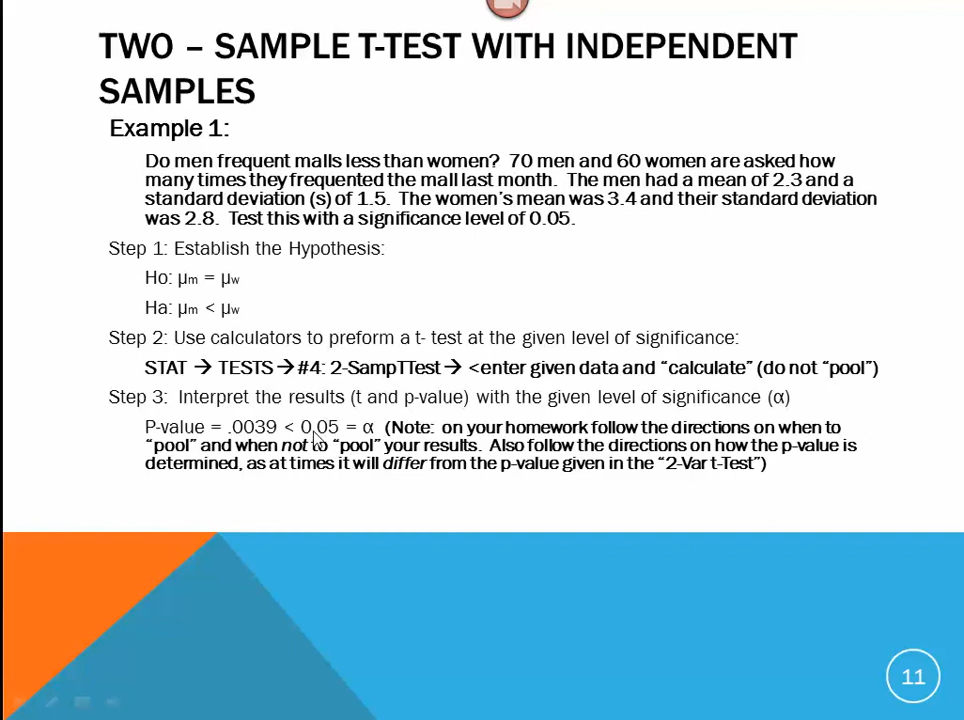 TWO – SAMPLE T-TEST WITH INDEPENDENT
SAMPLES
Example 1:
Do men frequent malls less than women? 70 men and 60 women are asked how
many times they frequented the mall last month. The men had a mean of 2.3 and a
standard deviation (s) of 1.5. The women's mean was 3.4 and their standard deviation
was 2.8. Test this with a significance level of 0.05.
Step 1: Establish the Hypothesis:
Ho: μm = μw
Ha: μm < μw
Step 2: Use calculators to preform a t- test at the given level of significance:
STAT → TESTS → #4: 2-SampTTest → <enter given data and “calculate” (do not “pool”)
Step 3: Interpret the results (t and p-value) with the given level of significance (α)
P-value = .0039 < 0.05 = α (Note: on your homework follow the directions on when to
“pool” and when not to “pool” your results. Also follow the directions on how the p-value is
determined, as at times it will differ from the p-value given in the “2-Var t-Test”)
11